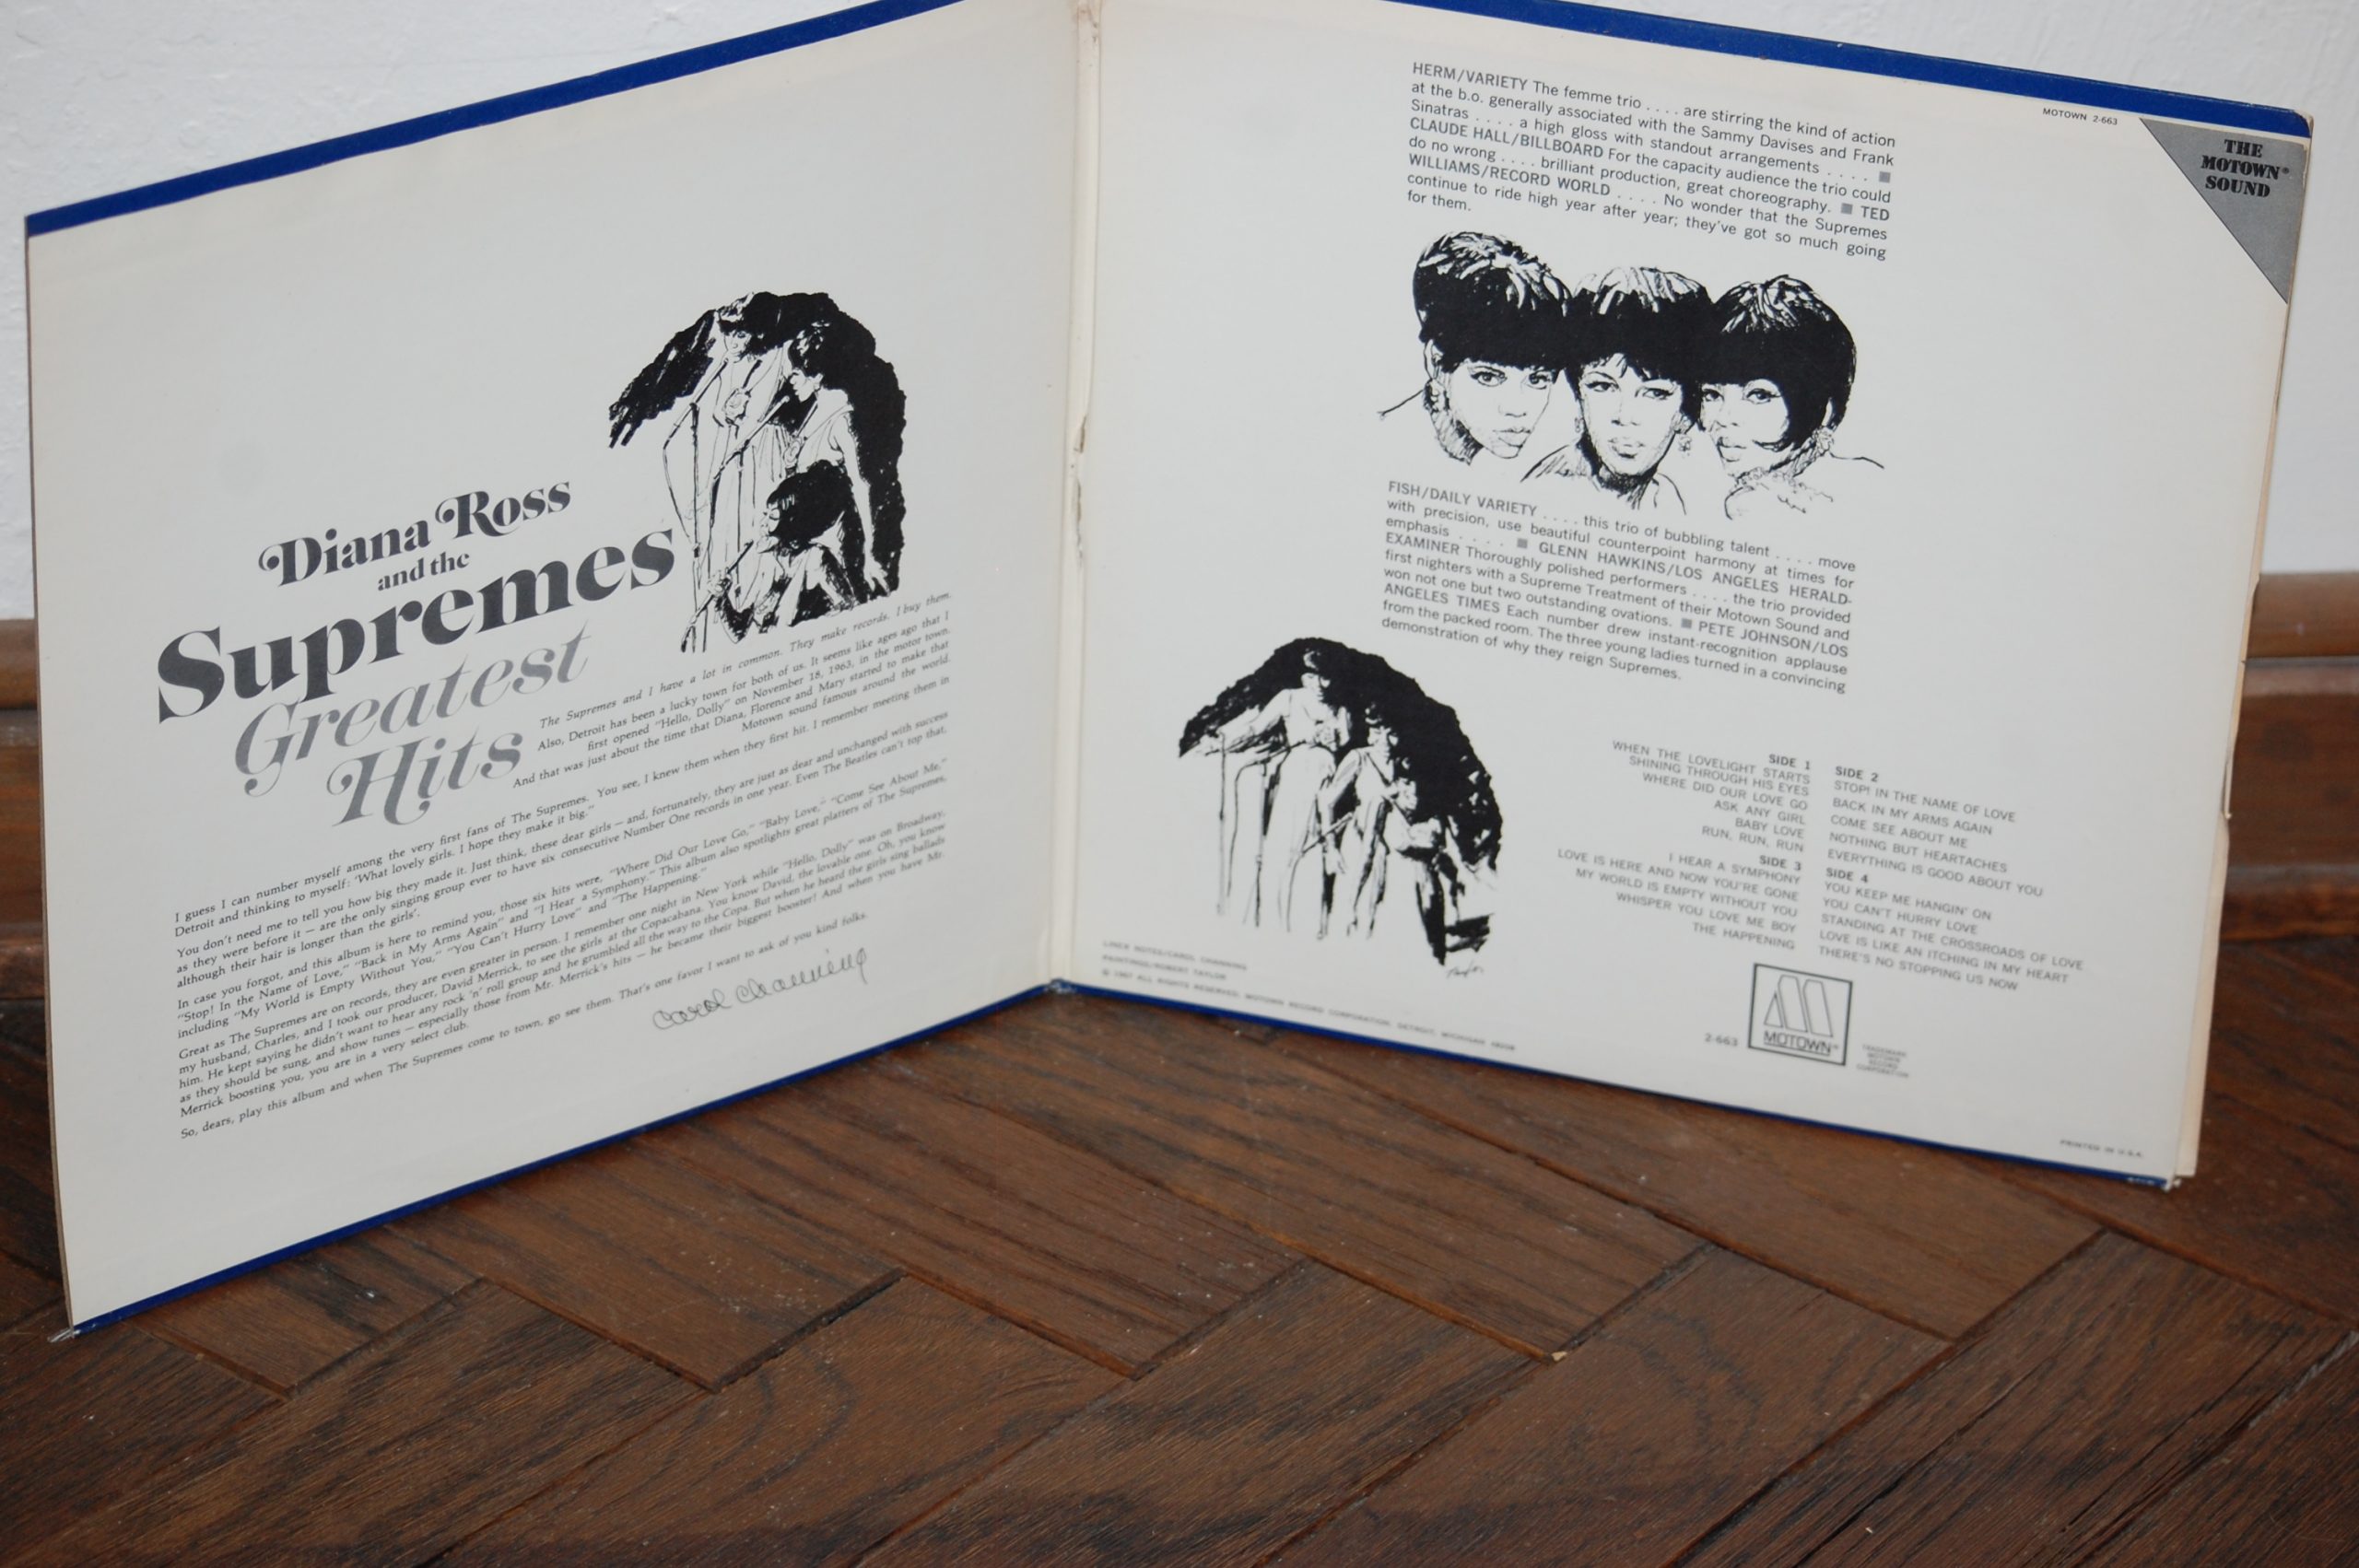 Diana Ross
and the
Supremes
Greatest
Hits
The Supremes and I have a lot in common. They make records. I buy them.
Also, Detroit has been a lucky town for both of us. It seems like ages ago that I
first opened "Hello, Dolly" on November 18, 1963, in the motor town.
And that was just about the time that Diana, Florence and Mary started to make that
Motown sound famous around the world.
I guess I can number myself among the very first fans of The Supremes. You see, I knew them when they first hit. I remember meeting them in
Detroit and thinking to myself: 'What lovely girls. I hope they make it big."
You don't need me to tell you how big they made it. Just think, these dear girls — and, fortunately, they are just as dear and unchanged with success
as they were before it — are the only singing group ever to have six consecutive Number One records in one year. Even The Beatles can't top that,
although their hair is longer than the girls'.
In case you forgot, and this album is here to remind you, those six hits were, "Where Did Our Love Go," "Baby Love," "Come See About Me,"
"Stop! In the Name of Love," "Back in My Arms Again" and "I Hear a Symphony." This album also spotlights great platters of The Supremes,
including "My World is Empty Without You," "You Can't Hurry Love" and "The Happening."
Great as The Supremes are on records, they are even greater in person. I remember one night in New York while "Hello, Dolly" was on Broadway,
my husband, Charles, and I took our producer, David Merrick, to see the girls at the Copacabana. You know David, the lovable one. Oh, you know
him. He kept saying he didn't want to hear any rock 'n' roll group and he grumbled all the way to the Copa. But when he heard the girls sing ballads
as they should be sung, and show tunes — especially those from Mr. Merrick's hits — he became their biggest booster! And when you have Mr.
Merrick boosting you, you are in a very select club.
So, dears, play this album and when The Supremes come to town, go see them. That's one favor I want to ask of you kind folks.
Carol Channing
HERM/VARIETY The femme trio . . . . are stirring the kind of action
at the b.o. generally associated with the Sammy Davises and Frank
Sinatras . . . . a high gloss with standout arrangements . . . . ■
CLAUDE HALL/BILLBOARD For the capacity audience the trio could
do no wrong . . . . brilliant production, great choreography. ■ TED
WILLIAMS/RECORD WORLD . . . . No wonder that the Supremes
continue to ride high year after year; they've got so much going
for them.
MOTOWN 2-663
THE
MOTOWN®
SOUND
FISH/DAILY VARIETY . . . . this trio of bubbling talent . . . . move
with precision, use beautiful counterpoint harmony at times for
emphasis . . . . . ■ GLENN HAWKINS/LOS ANGELES HERALD-
EXAMINER Thoroughly polished performers . . . . the trio provided
first nighters with a Supreme Treatment of their Motown Sound and
won not one but two outstanding ovations. ■ PETE JOHNSON/LOS
ANGELES TIMES Each number drew instant-recognition applause
from the packed room. The three young ladies turned in a convincing
demonstration of why they reign Supremes.
SIDE 1
WHEN THE LOVELIGHT STARTS
SHINING THROUGH HIS EYES
WHERE DID OUR LOVE GO
ASK ANY GIRL
BABY LOVE
RUN, RUN, RUN
SIDE 2
STOP! IN THE NAME OF LOVE
BACK IN MY ARMS AGAIN
COME SEE ABOUT ME
NOTHING BUT HEARTACHES
EVERYTHING IS GOOD ABOUT YOU
SIDE 3
I HEAR A SYMPHONY
LOVE IS HERE AND NOW YOU'RE GONE
MY WORLD IS EMPTY WITHOUT YOU
WHISPER YOU LOVE ME BOY
THE HAPPENING
SIDE 4
YOU KEEP ME HANGIN' ON
YOU CAN'T HURRY LOVE
STANDING AT THE CROSSROADS OF LOVE
LOVE IS LIKE AN ITCHING IN MY HEART
THERE'S NO STOPPING US NOW
LINER NOTES/CAROL CHANNING
PAINTINGS/ROBERT TAYLOR
© 1967 ALL RIGHTS RESERVED, MOTOWN RECORD CORPORATION, DETROIT, MICHIGAN
2-663
MOTOWN®
TRADEMARK
MOTOWN
RECORD
CORPORATION
PRINTED IN U.S.A.